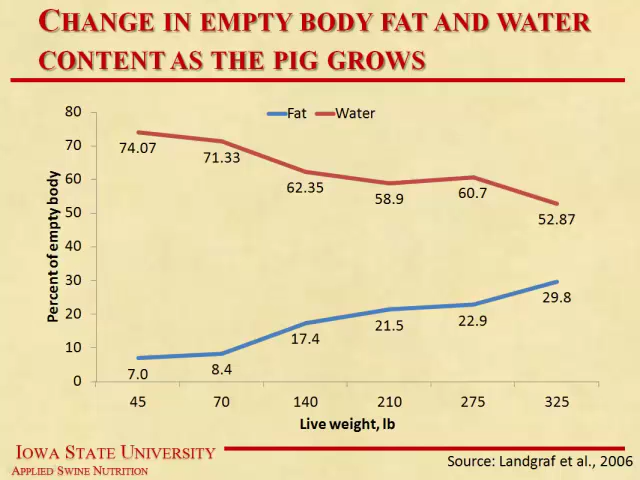 CHANGE IN EMPTY BODY FAT AND WATER
CONTENT AS THE PIG GROWS
Fat Water
80
70
60
50
40
30
20
10
0
Percent of empty body
74.07
71.33
62.35
58.9
60.7
52.87
7.0
8.4
17.4
21.5
22.9
29.8
45 70 140 210 275 325
Live weight, lb
IOWA STATE UNIVERSITY
APPLIED SWINE NUTRITION
Source: Landgraf et al., 2006